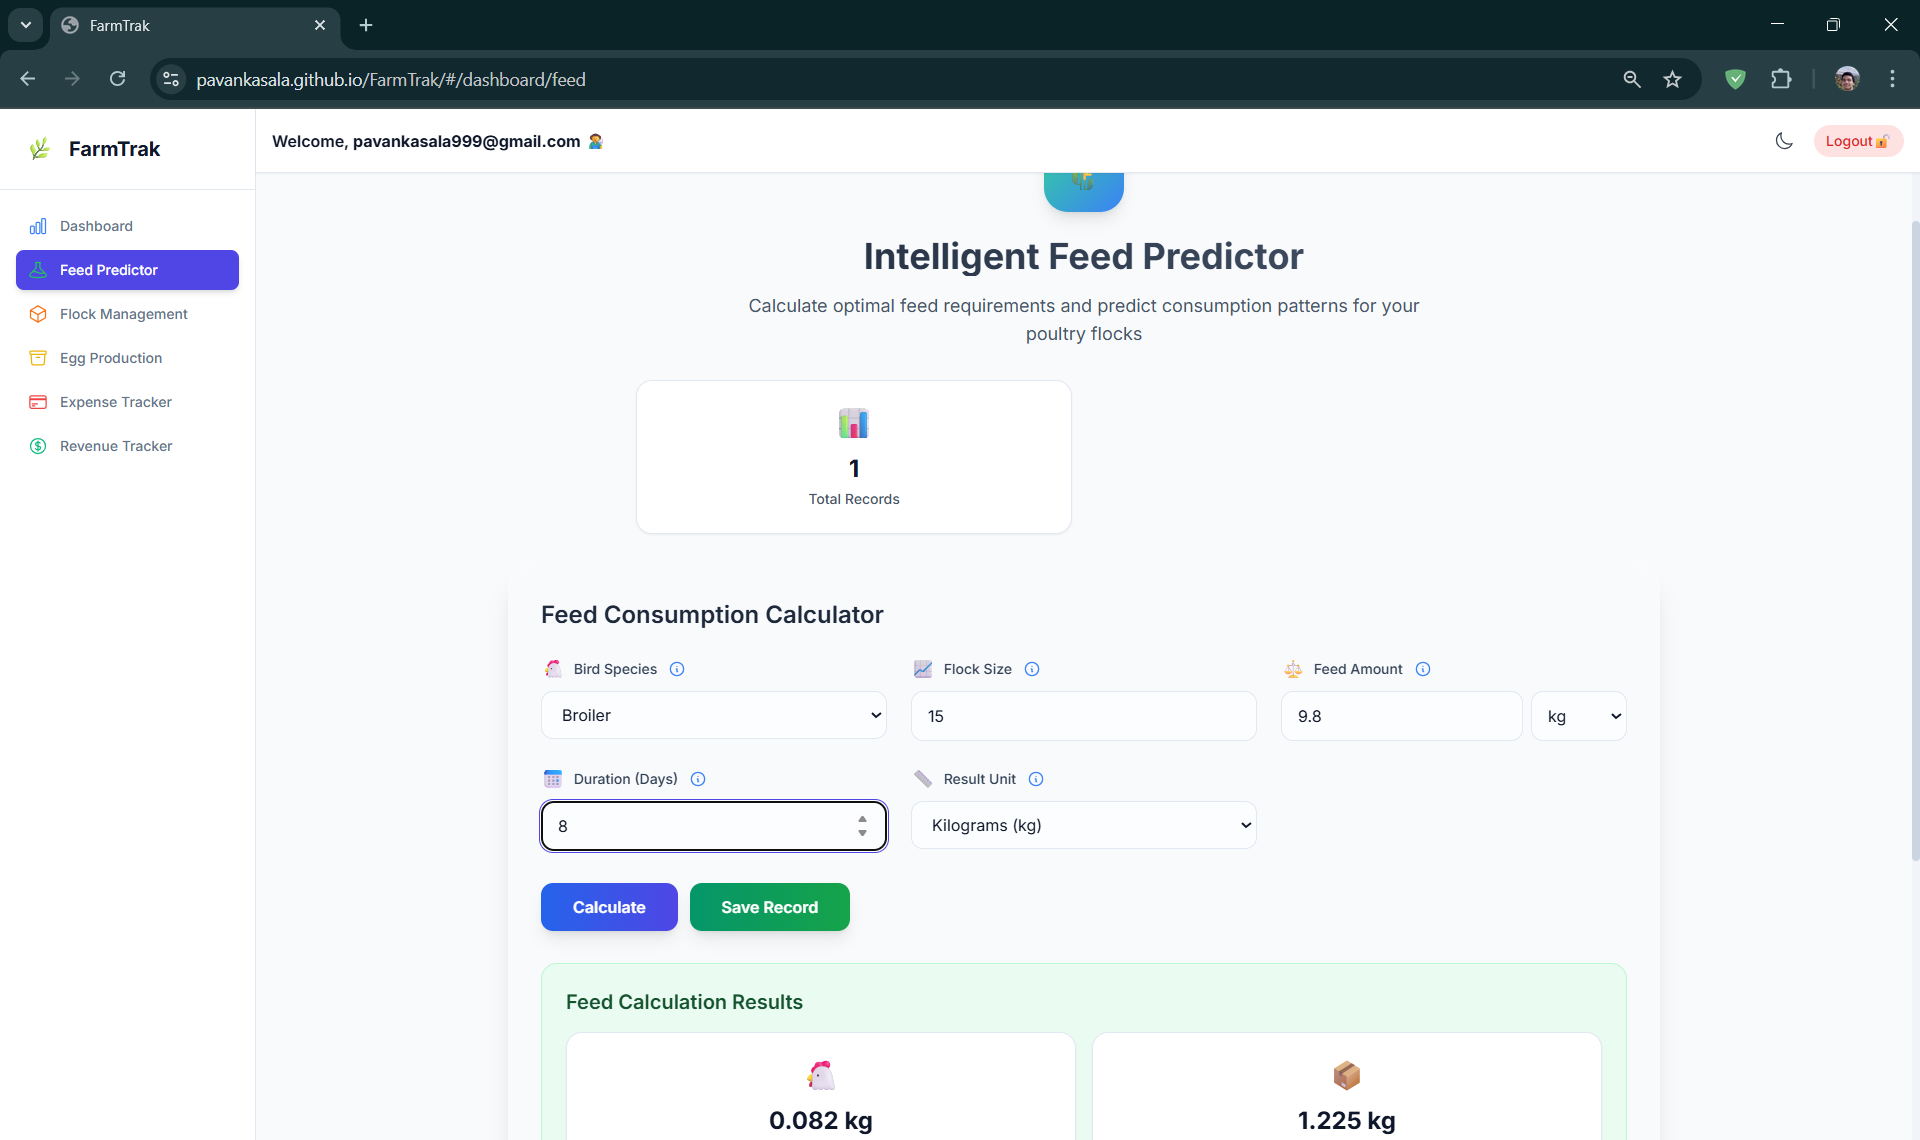 FarmTrak
pavankasala.github.io/FarmTrak/#/dashboard/feed
FarmTrak
Welcome, pavankasala999@gmail.com
Logout
Dashboard
Feed Predictor
Flock Management
Egg Production
Expense Tracker
Revenue Tracker
Intelligent Feed Predictor
Calculate optimal feed requirements and predict consumption patterns for your
poultry flocks
1
Total Records
Feed Consumption Calculator
Bird Species
Flock Size
Feed Amount
Broiler
15
9.8
kg
Duration (Days)
Result Unit
8
Kilograms (kg)
Calculate
Save Record
Feed Calculation Results
0.082 kg
1.225 kg